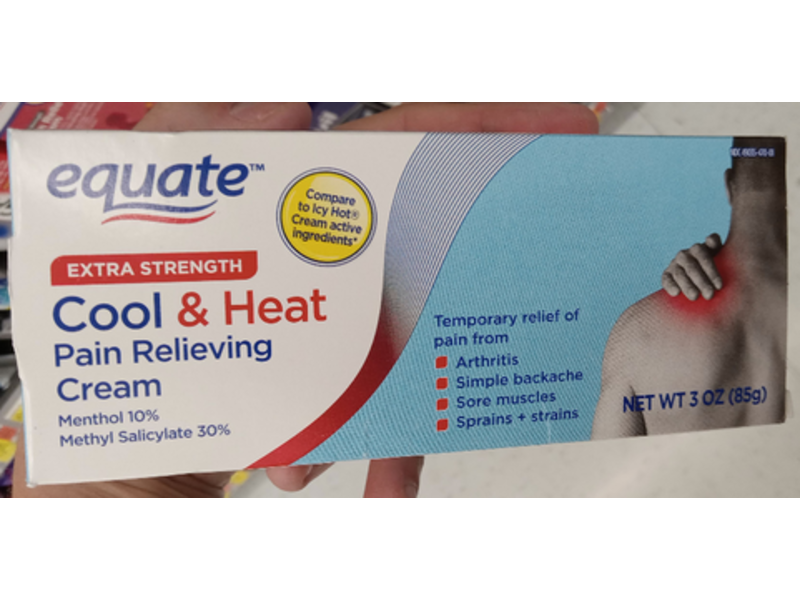 equate™
Compare
to Icy Hot®
Cream active
ingredients*
EXTRA STRENGTH
Cool & Heat
Pain Relieving
Cream
Menthol 10%
Methyl Salicylate 30%
Temporary relief of
pain from
Arthritis
Simple backache
Sore muscles
Sprains + strains
NET WT 3 OZ (85g)